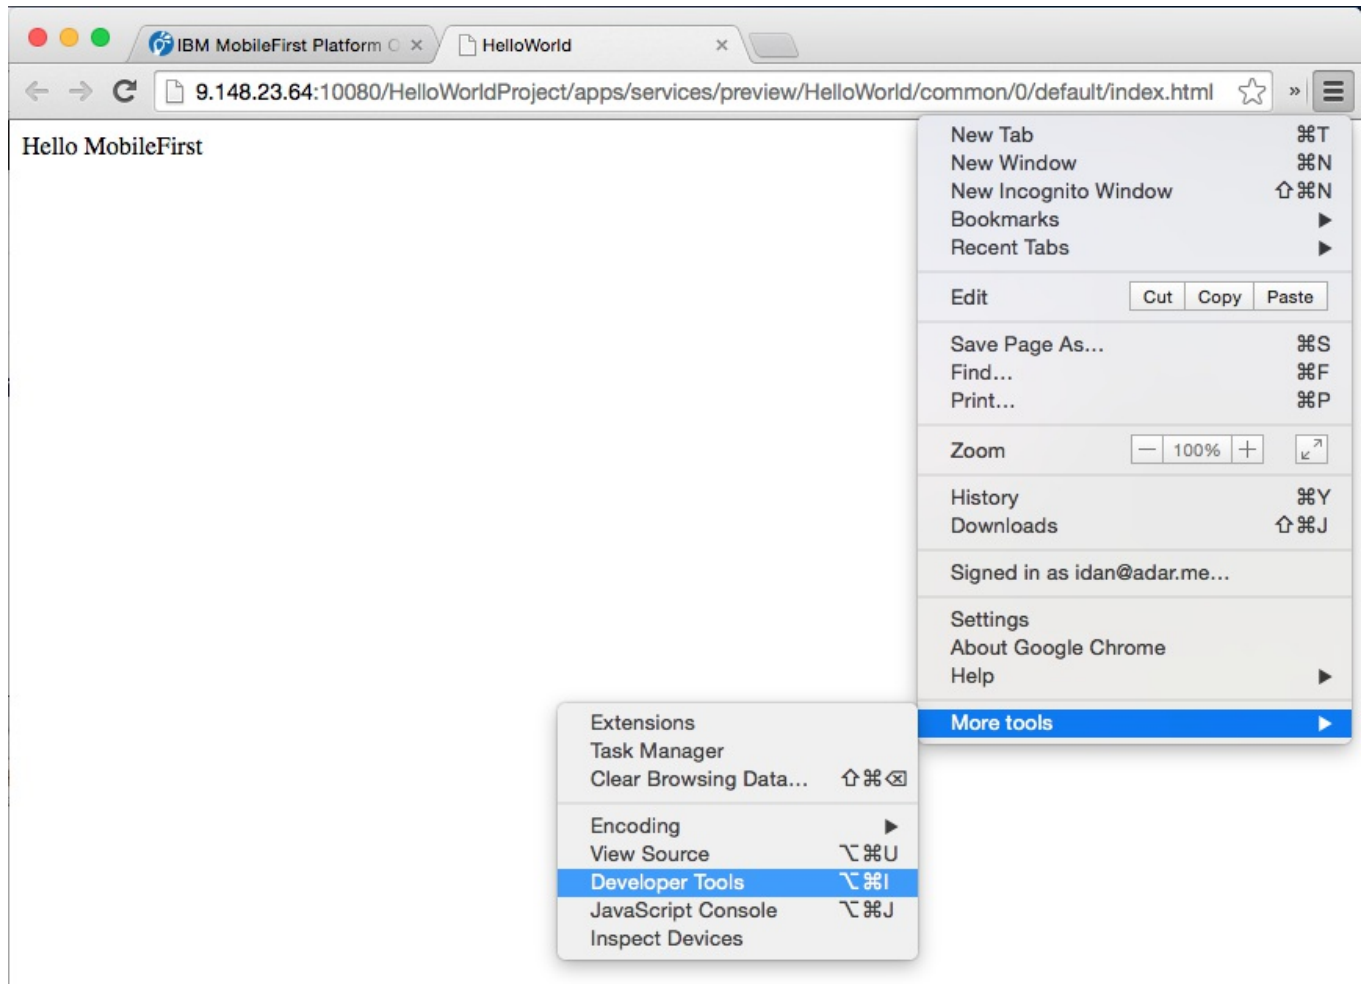 IBM MobileFirst Platform O
HelloWorld
9.148.23.64:10080/HelloWorldProject/apps/services/preview/HelloWorld/common/0/default/index.html
»
Hello MobileFirst
New Tab ⌘T
New Window ⌘N
New Incognito Window ⇧⌘N
Bookmarks ▶
Recent Tabs ▶
Edit Cut Copy Paste
Save Page As... ⌘S
Find... ⌘F
Print... ⌘P
Zoom — 100% +
History ⌘Y
Downloads ⇧⌘J
Signed in as idan@adar.me...
Settings
About Google Chrome
Help ▶
More tools ▶
Extensions
Task Manager
Clear Browsing Data... ⇧⌘⌫
Encoding ▶
View Source ⌥⌘U
Developer Tools ⌥⌘I
JavaScript Console ⌥⌘J
Inspect Devices